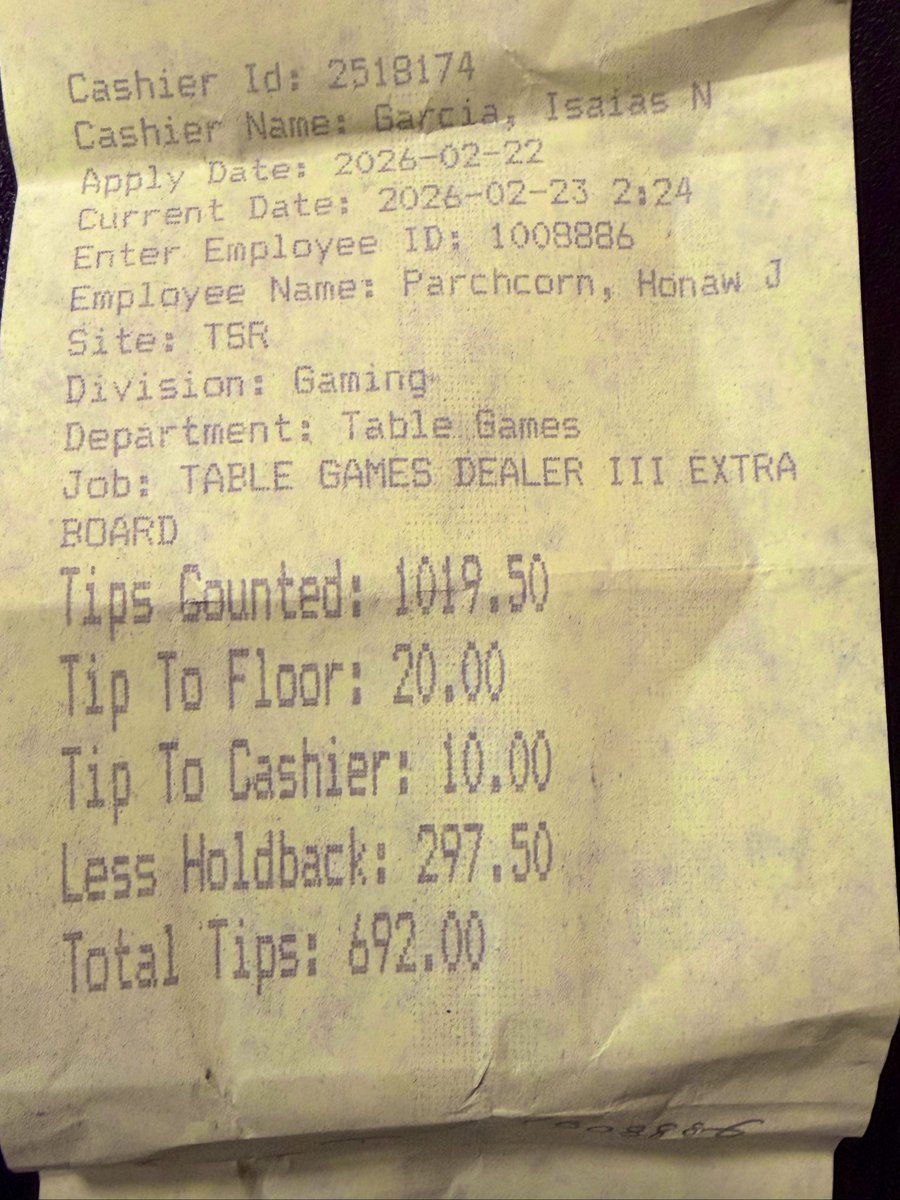 Cashier Id: 2518174
Cashier Name: Garcia, Isaias N
Apply Date: 2026-02-22
Current Date: 2026-02-23 2:24
Enter Employee ID: 1008886
Employee Name: Parchcorn, Honaw J
Site: TSR
Division: Gaming
Department: Table Games
Job: TABLE GAMES DEALER III EXTRA
BOARD
Tips Counted: 1019.50
Tip To Floor: 20.00
Tip To Cashier: 10.00
Less Holdback: 297.50
Total Tips: 692.00